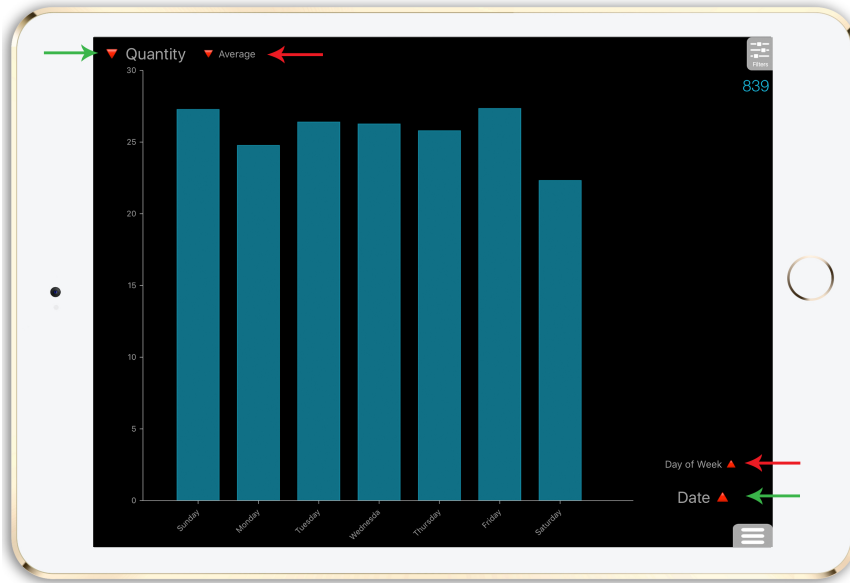 Quantity Average
Filters
839
30
25
20
15
10
5
0
Sunday
Monday
Tuesday
Wednesda
Thursday
Friday
Saturday
Day of Week
Date